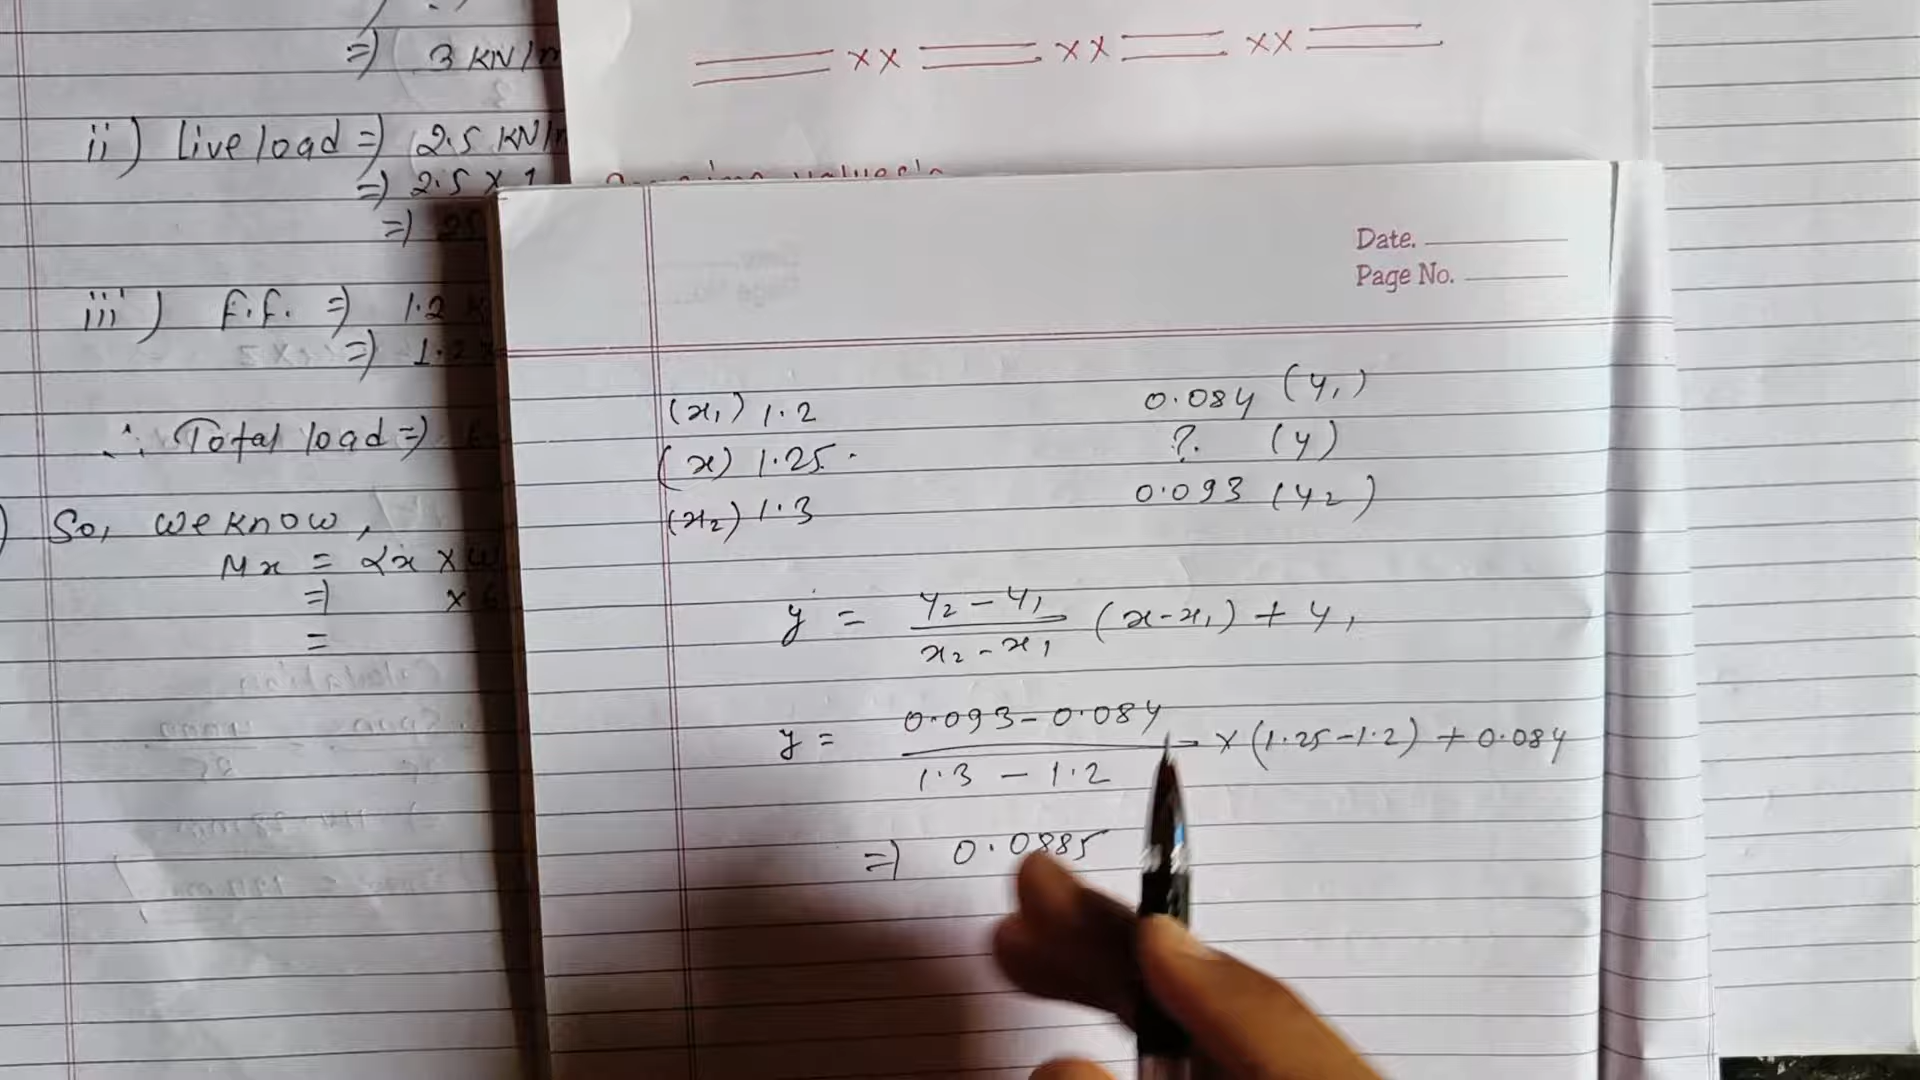 =) 3 KN/m
ii) Live load =) 2.5 KN/m
=) 2.5 x 1
=)
iii) F.F. =) 1.2
=) 1.2
∴ Total load =)
So, we know,
Mx = αx x
=) x
=
xx xx xx
Date.
Page No.
(x₁) 1.2 0.084 (y₁)
(x) 1.25 ? (y)
(x₂) 1.3 0.093 (y₂)
y = y₂ - y₁ / x₂ - x₁ (x - x₁) + y₁
y = 0.093 - 0.084 / 1.3 - 1.2 x (1.25 - 1.2) + 0.084
=) 0.0885